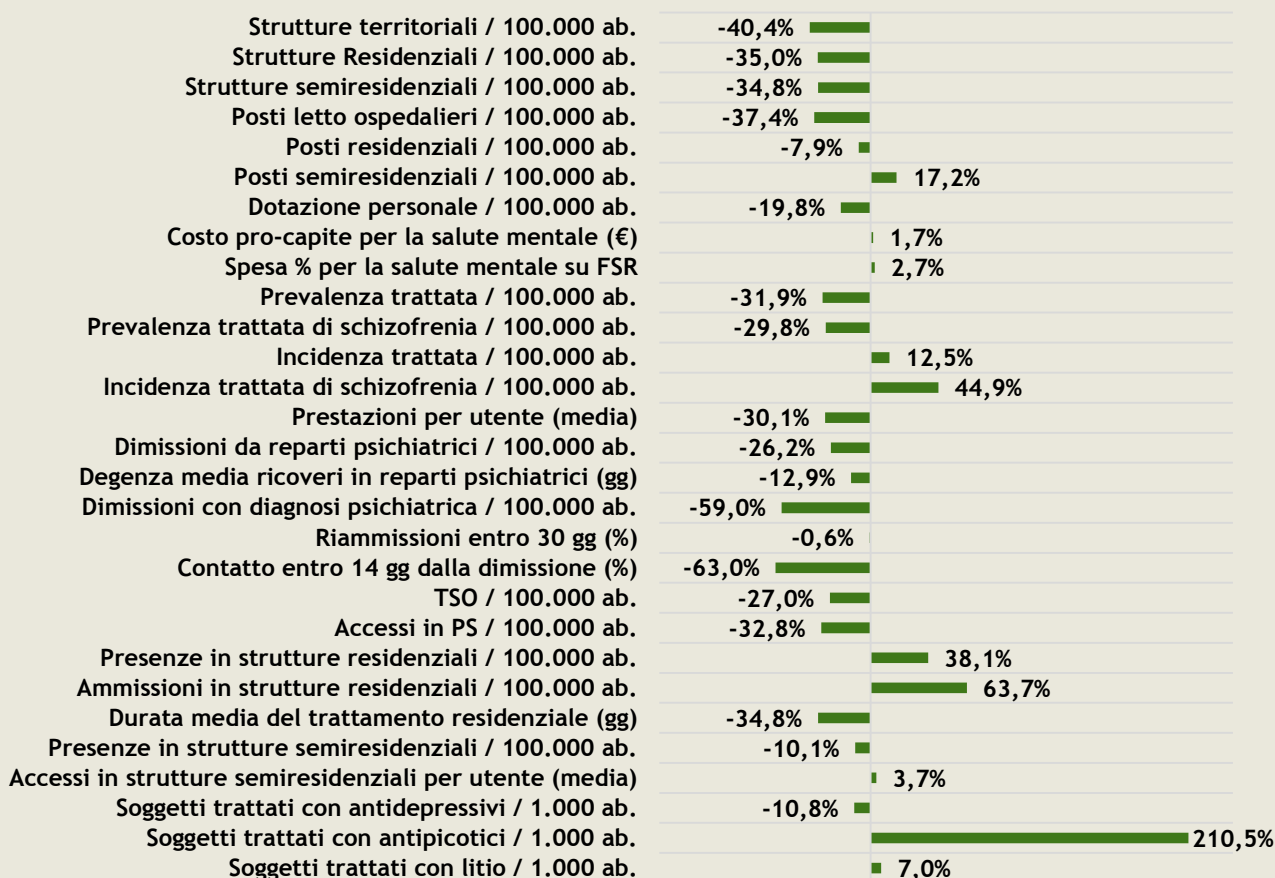 Strutture territoriali / 100.000 ab. -40,4%
Strutture Residenziali / 100.000 ab. -35,0%
Strutture semiresidenziali / 100.000 ab. -34,8%
Posti letto ospedalieri / 100.000 ab. -37,4%
Posti residenziali / 100.000 ab. -7,9%
Posti semiresidenziali / 100.000 ab. 17,2%
Dotazione personale / 100.000 ab. -19,8%
Costo pro-capite per la salute mentale (€) 1,7%
Spesa % per la salute mentale su FSR 2,7%
Prevalenza trattata / 100.000 ab. -31,9%
Prevalenza trattata di schizofrenia / 100.000 ab. -29,8%
Incidenza trattata / 100.000 ab. 12,5%
Incidenza trattata di schizofrenia / 100.000 ab. 44,9%
Prestazioni per utente (media) -30,1%
Dimissioni da reparti psichiatrici / 100.000 ab. -26,2%
Degenza media ricoveri in reparti psichiatrici (gg) -12,9%
Dimissioni con diagnosi psichiatrica / 100.000 ab. -59,0%
Riammissioni entro 30 gg (%) -0,6%
Contatto entro 14 gg dalla dimissione (%) -63,0%
TSO / 100.000 ab. -27,0%
Accessi in PS / 100.000 ab. -32,8%
Presenze in strutture residenziali / 100.000 ab. 38,1%
Ammissioni in strutture residenziali / 100.000 ab. 63,7%
Durata media del trattamento residenziale (gg) -34,8%
Presenze in strutture semiresidenziali / 100.000 ab. -10,1%
Accessi in strutture semiresidenziali per utente (media) 3,7%
Soggetti trattati con antidepressivi / 1.000 ab. -10,8%
Soggetti trattati con antipicotici / 1.000 ab. 210,5%
Soggetti trattati con litio / 1.000 ab. 7,0%